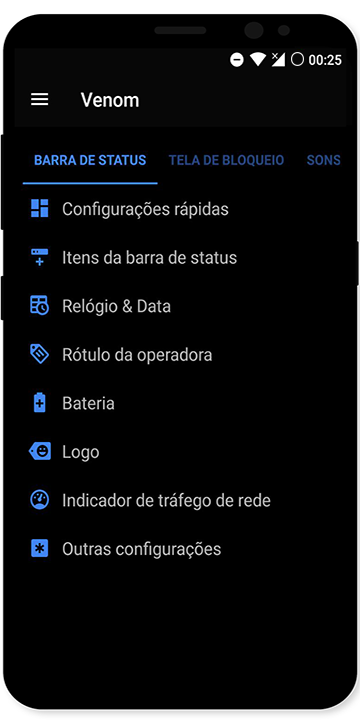 00:25
Venom
BARRA DE STATUS TELA DE BLOQUEIO SONS
Configurações rápidas
Itens da barra de status
Relógio & Data
Rótulo da operadora
Bateria
Logo
Indicador de tráfego de rede
Outras configurações